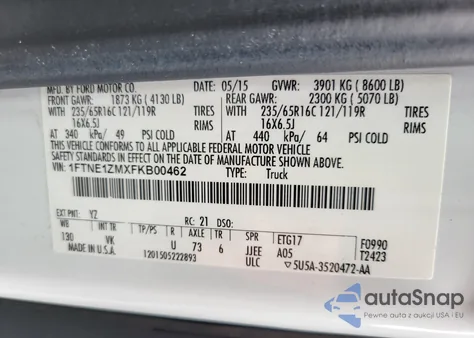 MFD. BY FORD MOTOR CO.
05/15 GVWR: 3901 KG ( 8600 LB)
FRONT GAWR: 1873 KG ( 4130 LB) REAR GAWR: 2300 KG ( 5070 LB)
WITH 235/65R16C 121/119R TIRES WITH 235/65R16C 121/119R TIRES
16X6.5J RIMS 16X6.5J RIMS
AT 340 kPa/ 49 PSI COLD AT 440 kPa/ 64 PSI COLD
THIS VEHICLE CONFORMS TO ALL APPLICABLE FEDERAL MOTOR VEHICLE
SAFETY STANDARDS IN EFFECT ON THE DATE OF MANUFACTURE SHOWN ABOVE.
VIN: 1FTNE1ZMXFKB00462 TYPE: Truck
EXT PNT: YZ RC: 21 DSO:
WB INT TR TP/PS R AXLE TR SPR ETG17 F0990
130 VK U 73 6 JJEE A05 T2423
MADE IN U.S.A. 1201505222893 ULC 5U5A-3520472-AA
autoSnap
Pewne auta z USA i EU